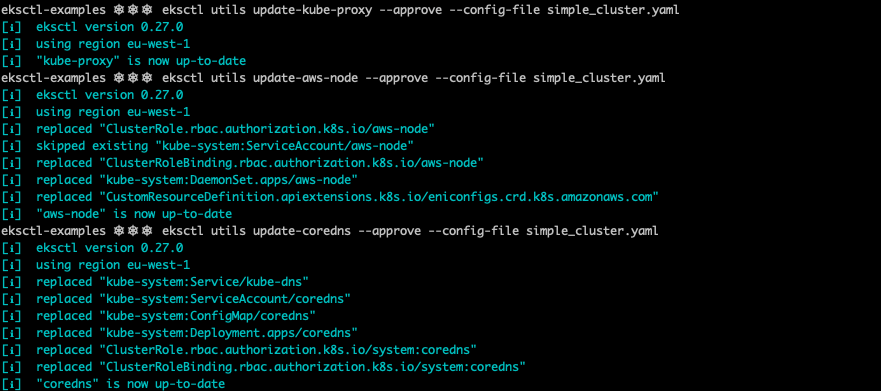 eksctl-examples ⎈⎈⎈ eksctl utils update-kube-proxy --approve --config-file simple_cluster.yaml
[ℹ]  eksctl version 0.27.0
[ℹ]  using region eu-west-1
[ℹ]  "kube-proxy" is now up-to-date
eksctl-examples ⎈⎈⎈ eksctl utils update-aws-node --approve --config-file simple_cluster.yaml
[ℹ]  eksctl version 0.27.0
[ℹ]  using region eu-west-1
[ℹ]  replaced "ClusterRole.rbac.authorization.k8s.io/aws-node"
[ℹ]  skipped existing "kube-system:ServiceAccount/aws-node"
[ℹ]  replaced "ClusterRoleBinding.rbac.authorization.k8s.io/aws-node"
[ℹ]  replaced "kube-system:DaemonSet.apps/aws-node"
[ℹ]  replaced "CustomResourceDefinition.apiextensions.k8s.io/eniconfigs.crd.k8s.amazonaws.com"
[ℹ]  "aws-node" is now up-to-date
eksctl-examples ⎈⎈⎈ eksctl utils update-coredns --approve --config-file simple_cluster.yaml
[ℹ]  eksctl version 0.27.0
[ℹ]  using region eu-west-1
[ℹ]  replaced "kube-system:Service/kube-dns"
[ℹ]  replaced "kube-system:ServiceAccount/coredns"
[ℹ]  replaced "kube-system:ConfigMap/coredns"
[ℹ]  replaced "kube-system:Deployment.apps/coredns"
[ℹ]  replaced "ClusterRole.rbac.authorization.k8s.io/system:coredns"
[ℹ]  replaced "ClusterRoleBinding.rbac.authorization.k8s.io/system:coredns"
[ℹ]  "coredns" is now up-to-date